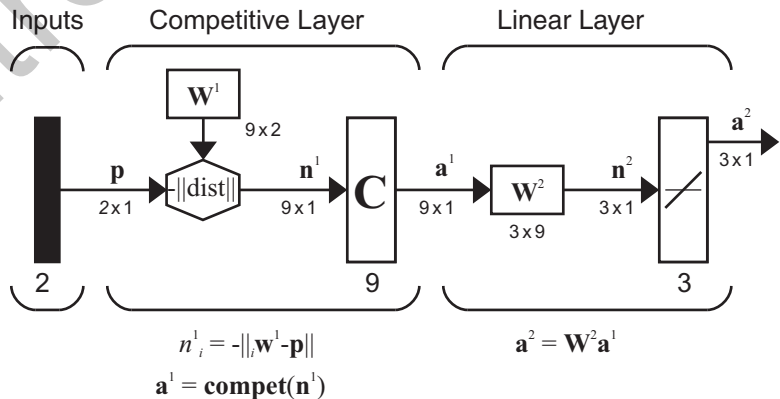 Inputs Competitive Layer Linear Layer
W¹
9 x 2
p
2 x 1
-||dist||
n¹
9 x 1
C
a¹
9 x 1
W²
3 x 9
n²
3 x 1
a²
3 x 1
2 9 3
n¹ᵢ = -||ᵢw¹-p||
a¹ = compet(n¹)
a² = W²a¹